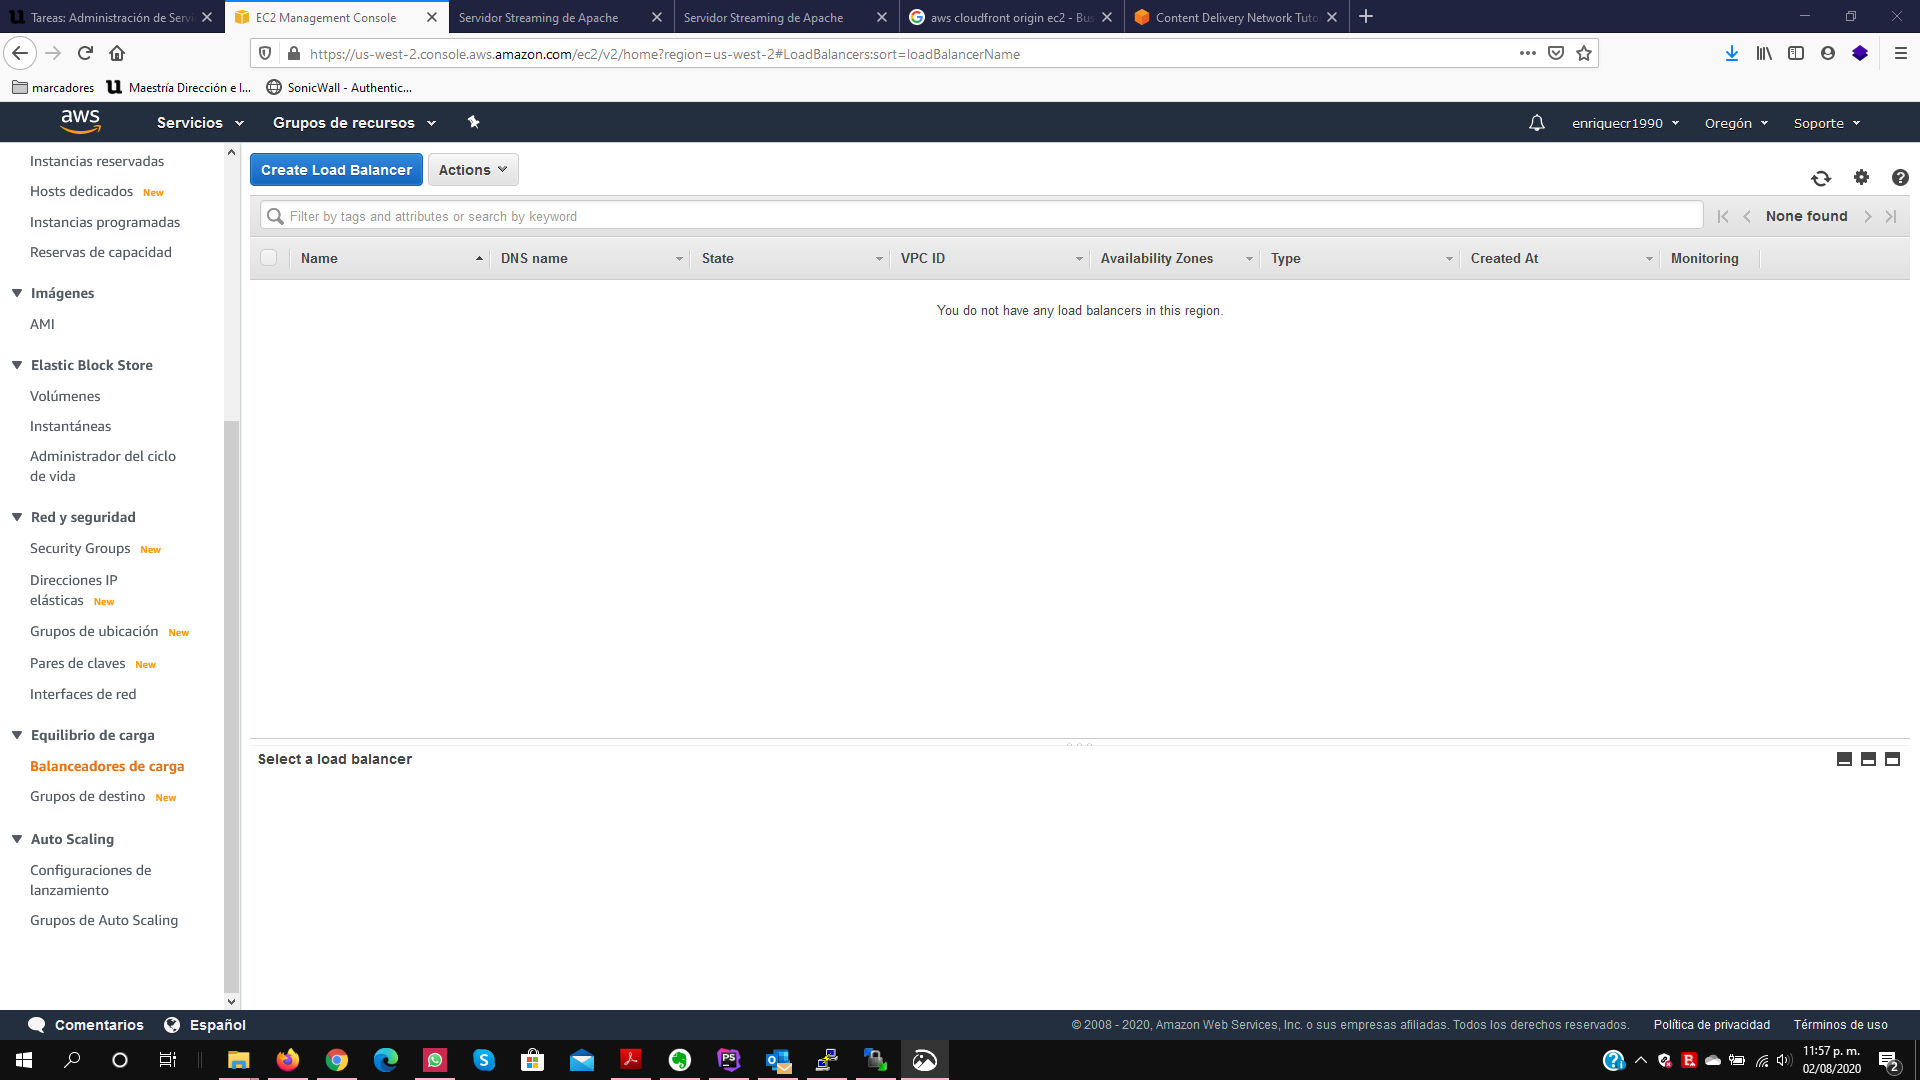 Tareas: Administración de Servi
EC2 Management Console
Servidor Streaming de Apache
Servidor Streaming de Apache
aws cloudfront origin ec2 - Bus
Content Delivery Network Tuto
https://us-west-2.console.aws.amazon.com/ec2/v2/home?region=us-west-2#LoadBalancers:sort=loadBalancerName
marcadores
Maestría Dirección e I...
SonicWall - Authentic...
aws
Servicios
Grupos de recursos
enriquecr1990
Oregón
Soporte
Instancias reservadas
Hosts dedicados New
Instancias programadas
Reservas de capacidad
Imágenes
AMI
Elastic Block Store
Volúmenes
Instantáneas
Administrador del ciclo
de vida
Red y seguridad
Security Groups New
Direcciones IP
elásticas New
Grupos de ubicación New
Pares de claves New
Interfaces de red
Equilibrio de carga
Balanceadores de carga
Grupos de destino New
Auto Scaling
Configuraciones de
lanzamiento
Grupos de Auto Scaling
Create Load Balancer
Actions
Filter by tags and attributes or search by keyword
None found
Name
DNS name
State
VPC ID
Availability Zones
Type
Created At
Monitoring
You do not have any load balancers in this region.
Select a load balancer
Comentarios
Español
© 2008 - 2020, Amazon Web Services, Inc. o sus empresas afiliadas. Todos los derechos reservados.
Política de privacidad
Términos de uso
11:57 p. m.
02/08/2020
2